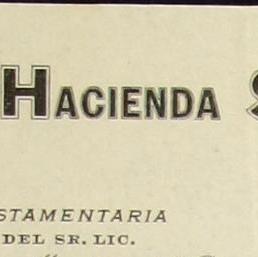 HACIENDA
STAMENTARIA
DEL SR. LIC.